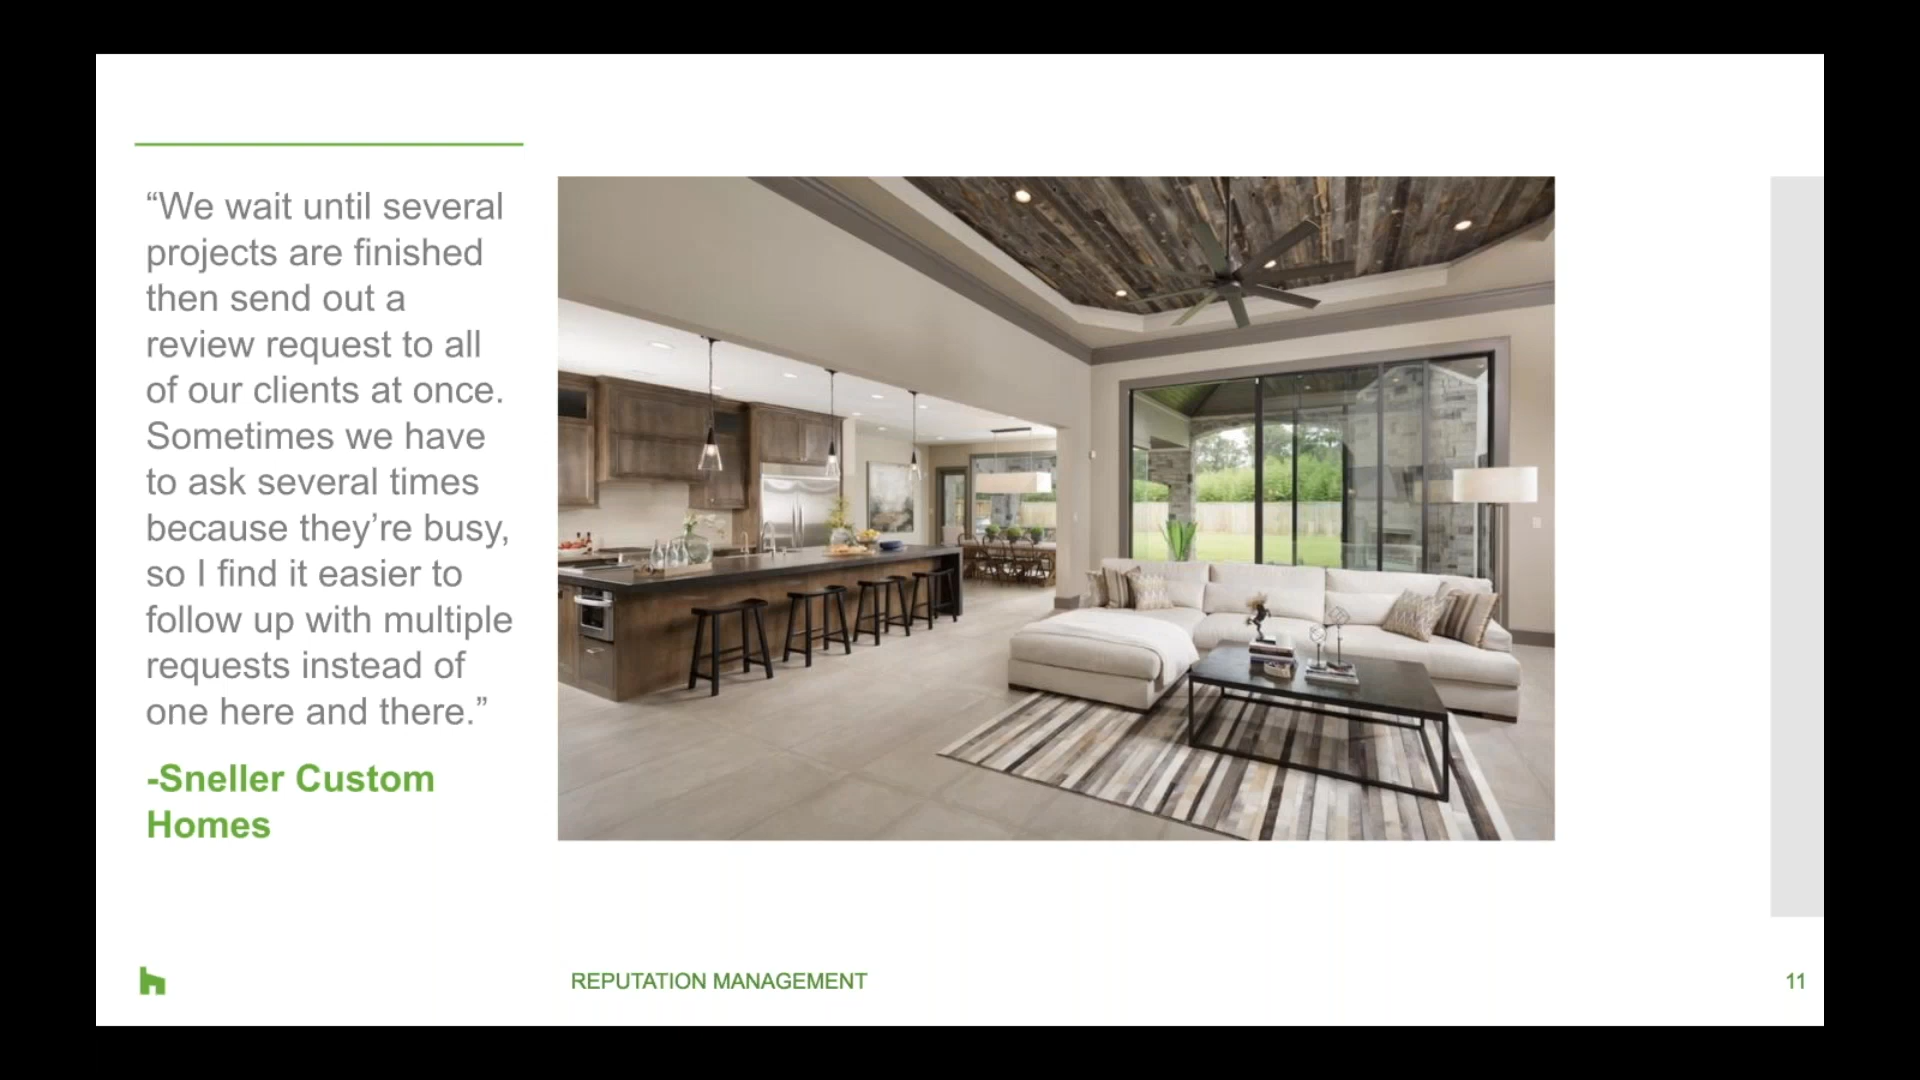 “We wait until several
projects are finished
then send out a
review request to all
of our clients at once.
Sometimes we have
to ask several times
because they’re busy,
so I find it easier to
follow up with multiple
requests instead of
one here and there.”
-Sneller Custom
Homes
REPUTATION MANAGEMENT
11